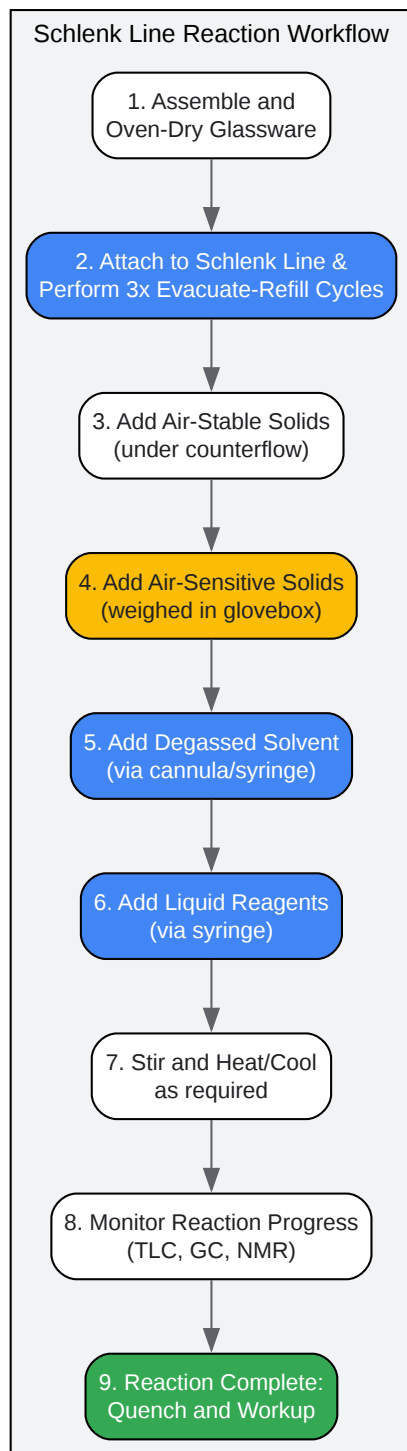 Schlenk Line Reaction Workflow
1. Assemble and
Oven-Dry Glassware
2. Attach to Schlenk Line &
Perform 3x Evacuate-Refill Cycles
3. Add Air-Stable Solids
(under counterflow)
4. Add Air-Sensitive Solids
(weighed in glovebox)
5. Add Degassed Solvent
(via cannula/syringe)
6. Add Liquid Reagents
(via syringe)
7. Stir and Heat/Cool
as required
8. Monitor Reaction Progress
(TLC, GC, NMR)
9. Reaction Complete:
Quench and Workup